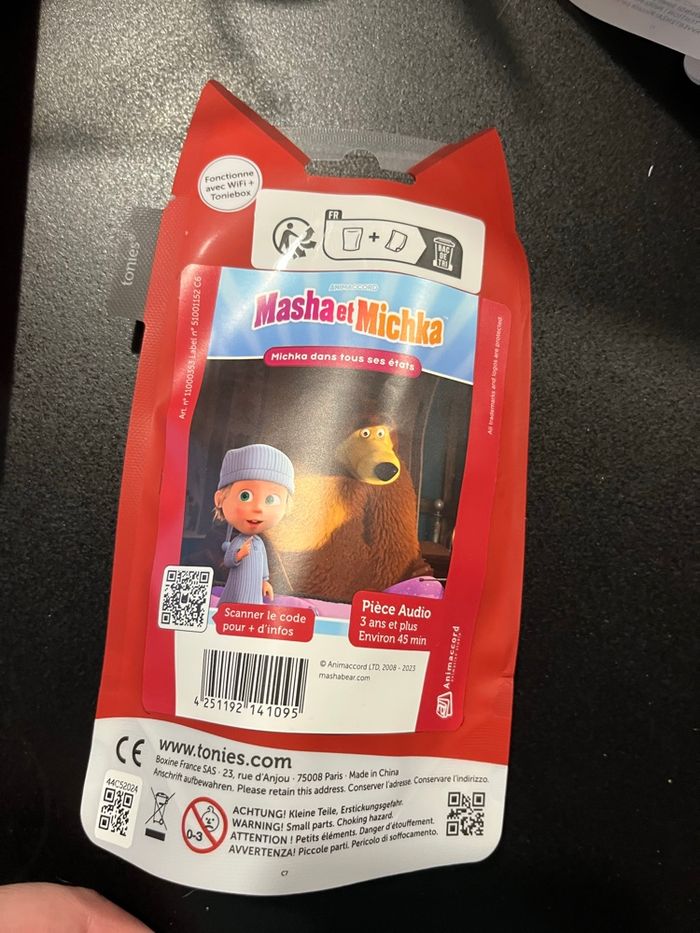 Fonctionne
avec WiFi +
Toniebox
FR
+
BAC
DE
TRI
tonies®
Art. n° 11000353 Label n° 51001152 C6
ANIMACCORD
Masha et Michka™
Michka dans tous ses états
All trademarks and logos are protected.
Scanner le code
pour + d'infos
Pièce Audio
3 ans et plus
Environ 45 min
© Animaccord LTD, 2008 - 2023
mashabear.com
Animaccord
4 251192 141095
CE
www.tonies.com
Boxine France SAS · 23, rue d'Anjou · 75008 Paris · Made in China
Anschrift aufbewahren. Please retain this address. Conserver l'adresse. Conservare l'indirizzo.
44C52024
0-3
ACHTUNG! Kleine Teile, Erstickungsgefahr.
WARNING! Small parts. Choking hazard.
ATTENTION ! Petits éléments. Danger d'étouffement.
AVVERTENZA! Piccole parti. Pericolo di soffocamento.
C7